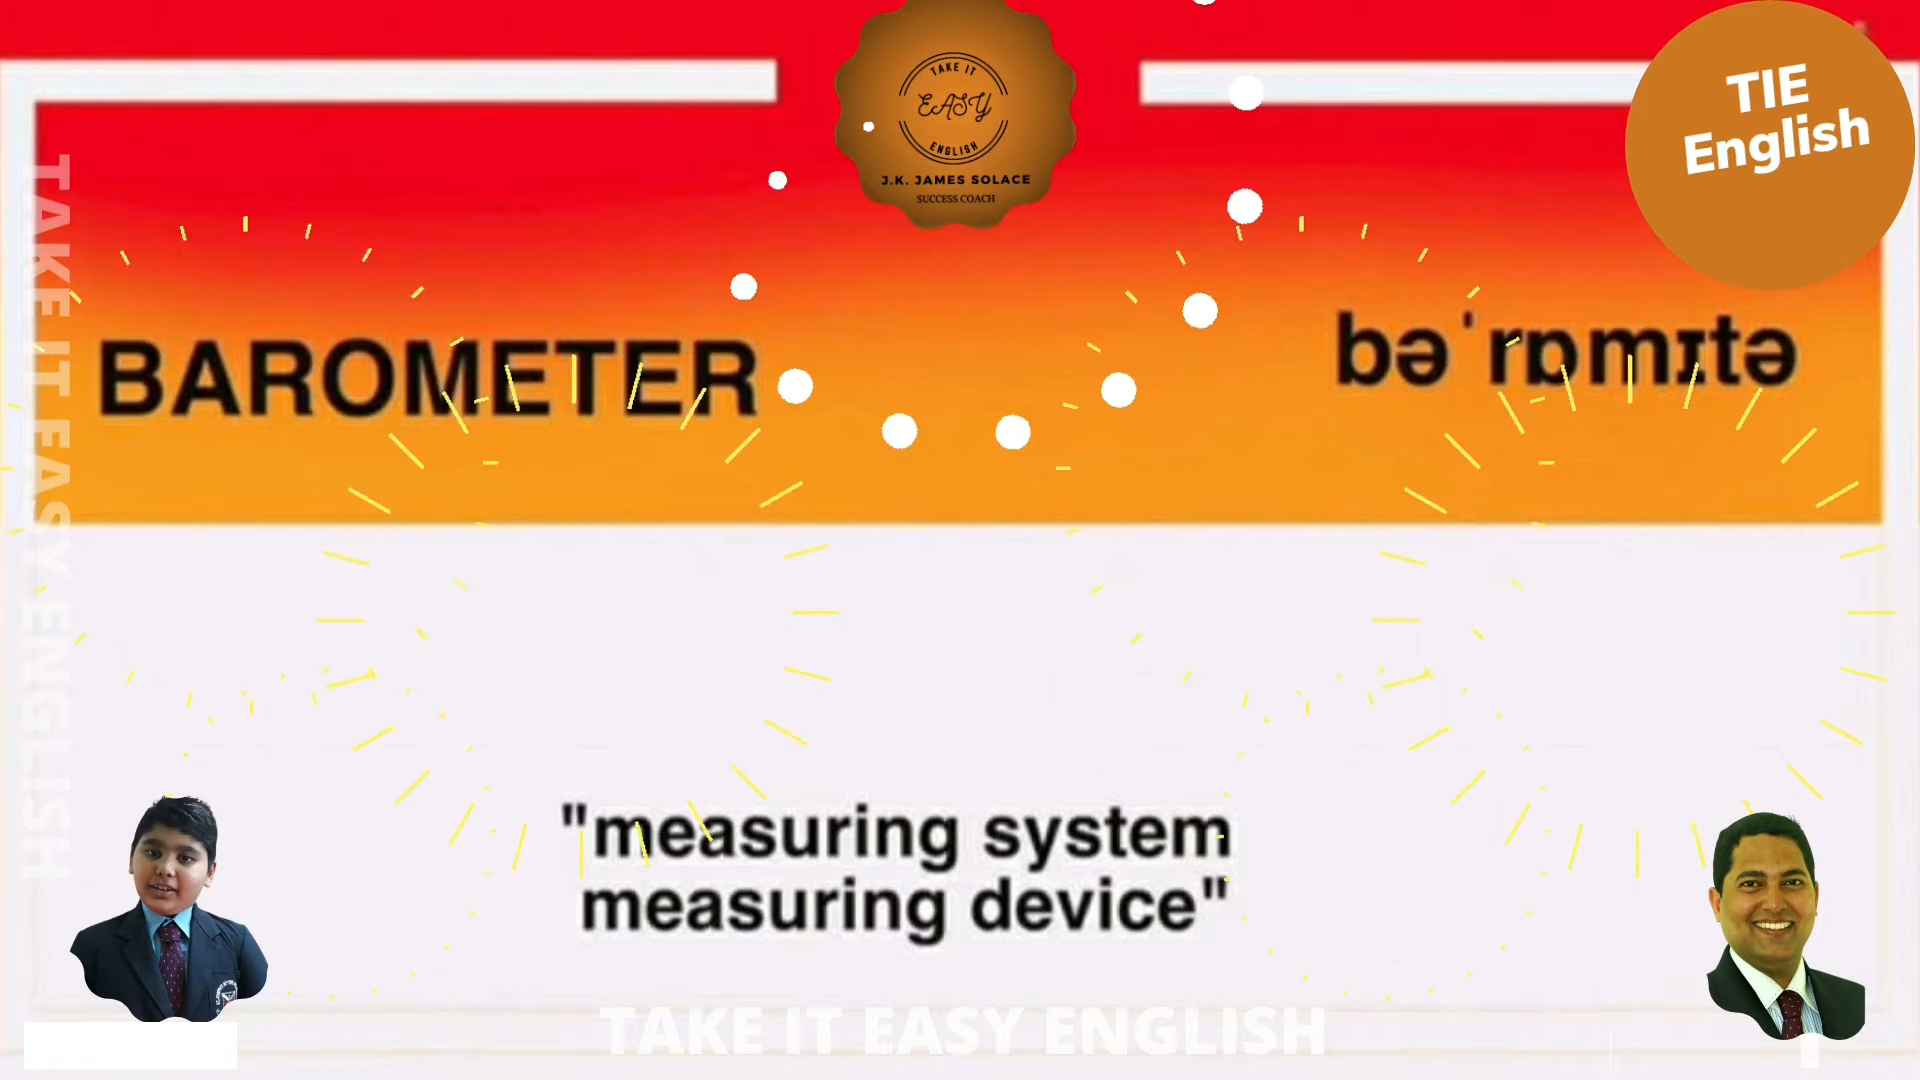 TAKE IT
EASY
ENGLISH
J.K. JAMES SOLACE
SUCCESS COACH
TIE
English
TAKE IT EASY ENGLISH
BAROMETER
bəˈrɒmɪtə
"measuring system
measuring device"
TAKE IT EASY ENGLISH